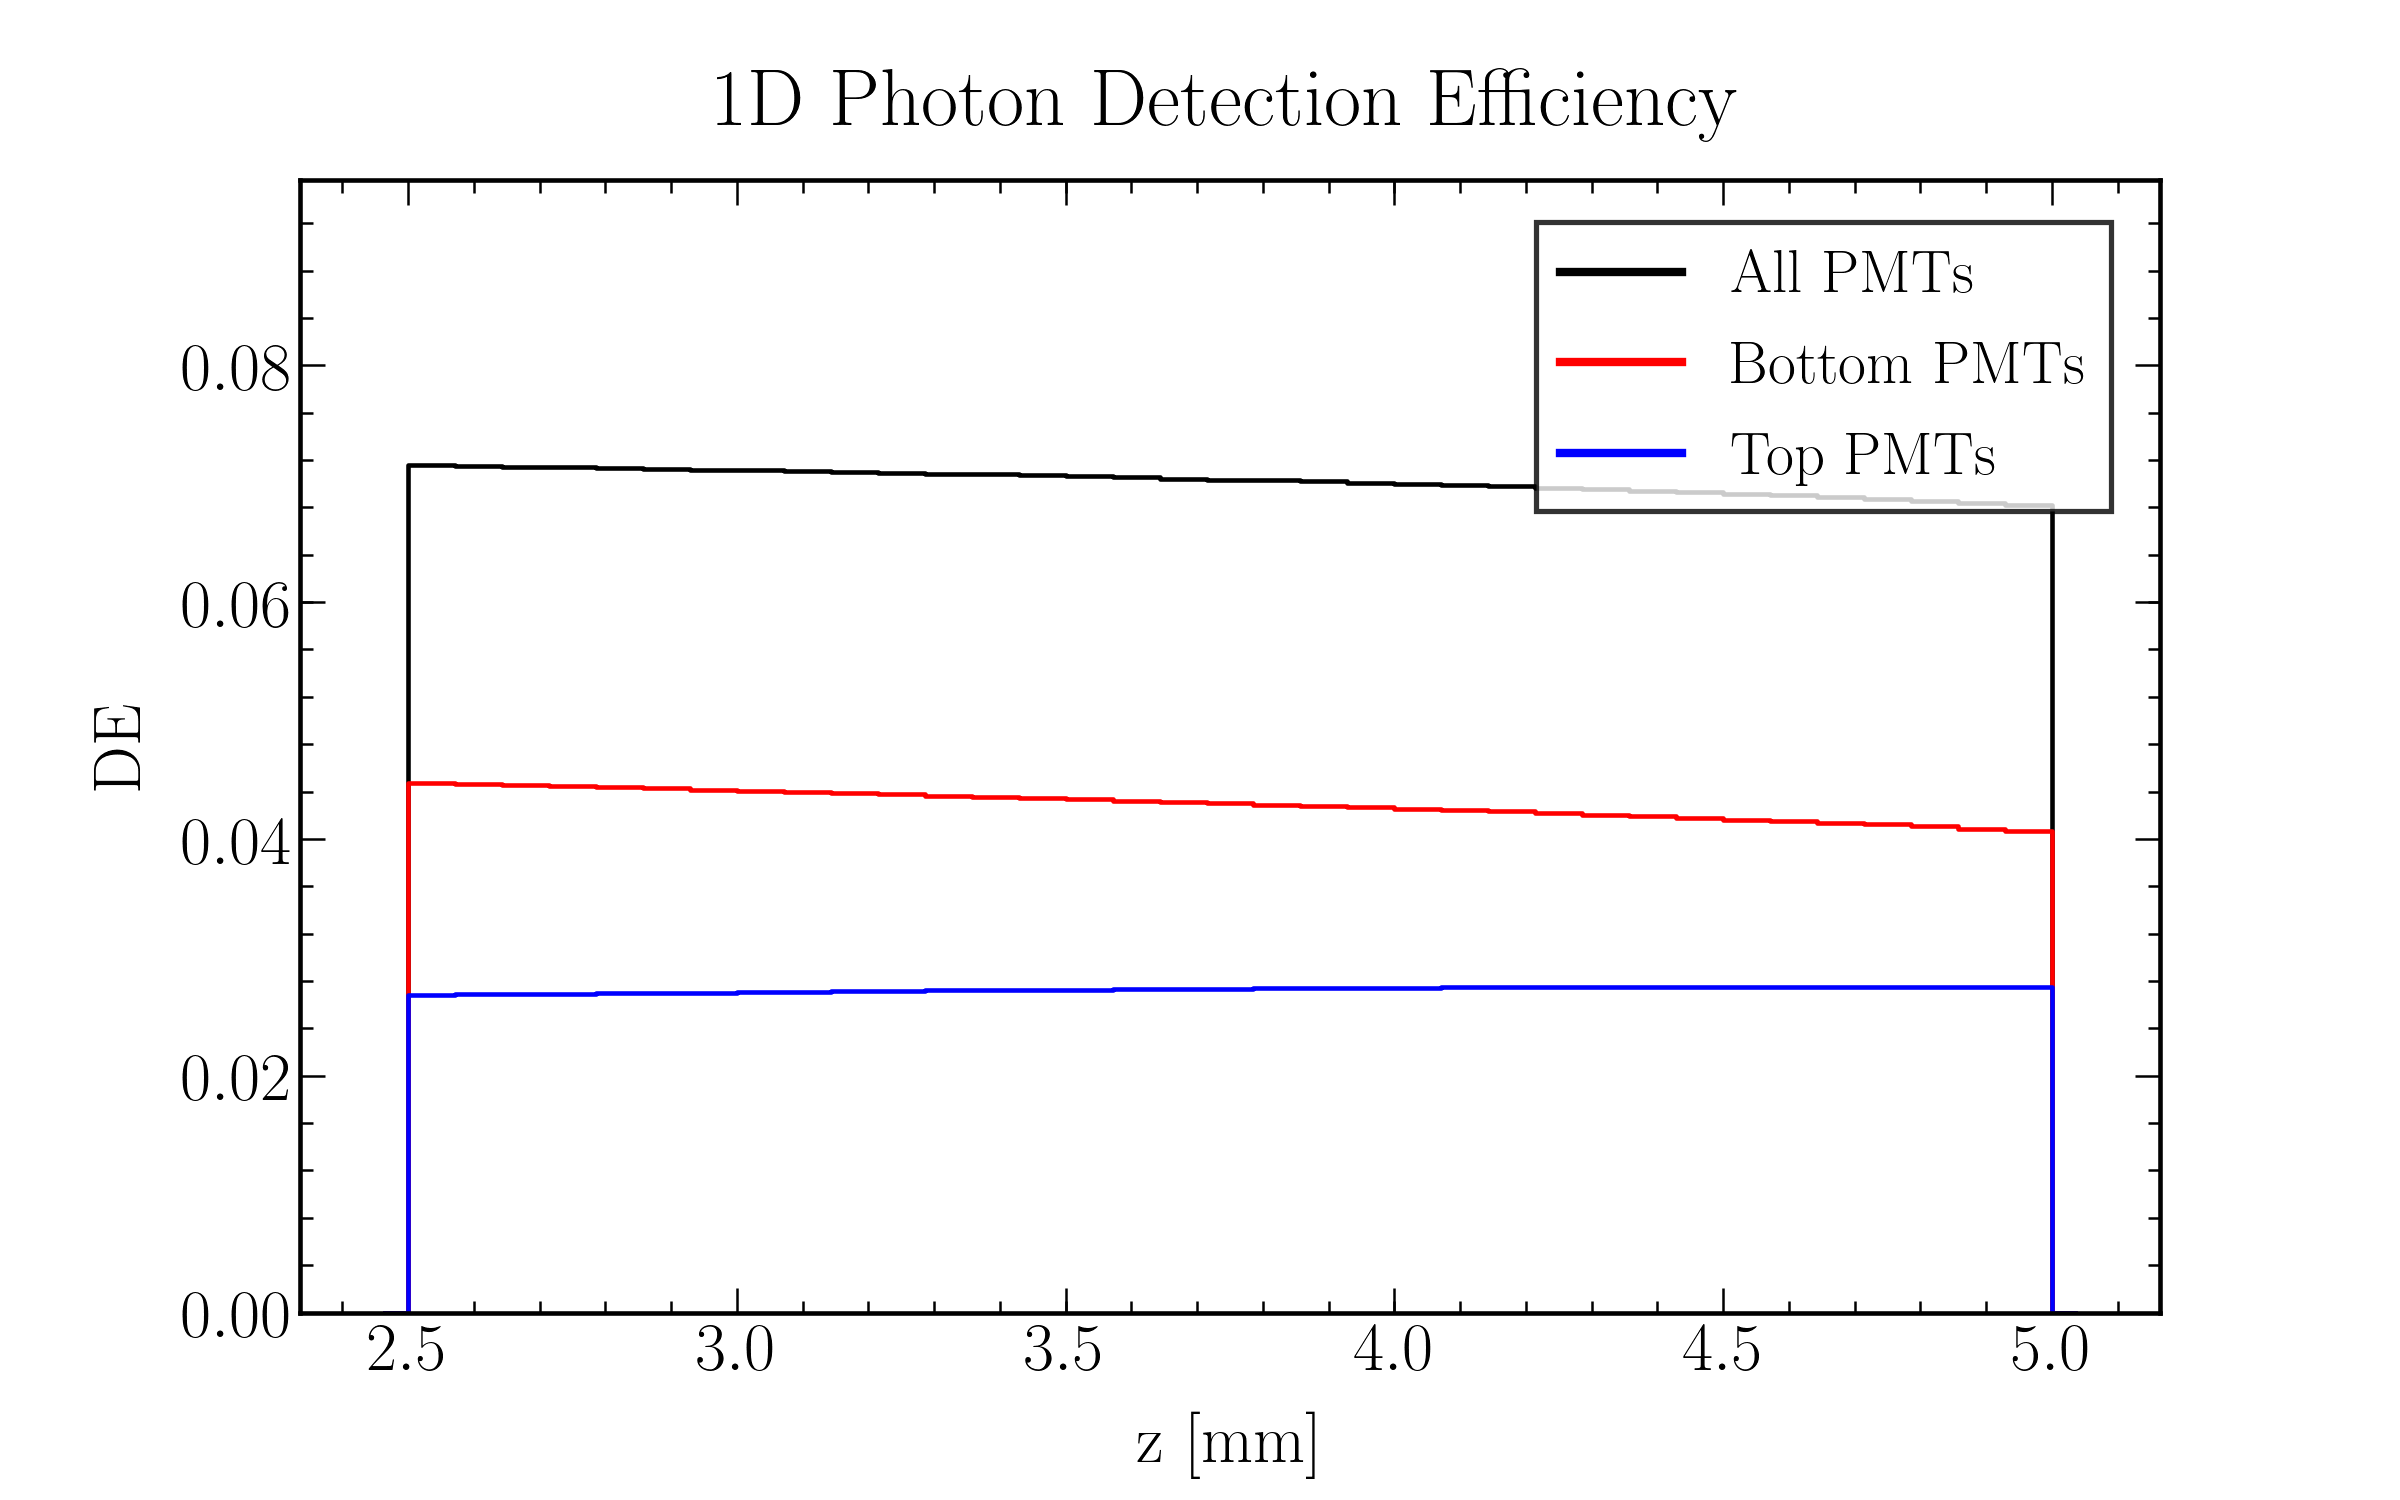 1D Photon Detection Efficiency
All PMTs
Bottom PMTs
Top PMTs
DE
0.08
0.06
0.04
0.02
0.00
2.5 3.0 3.5 4.0 4.5 5.0
z [mm]